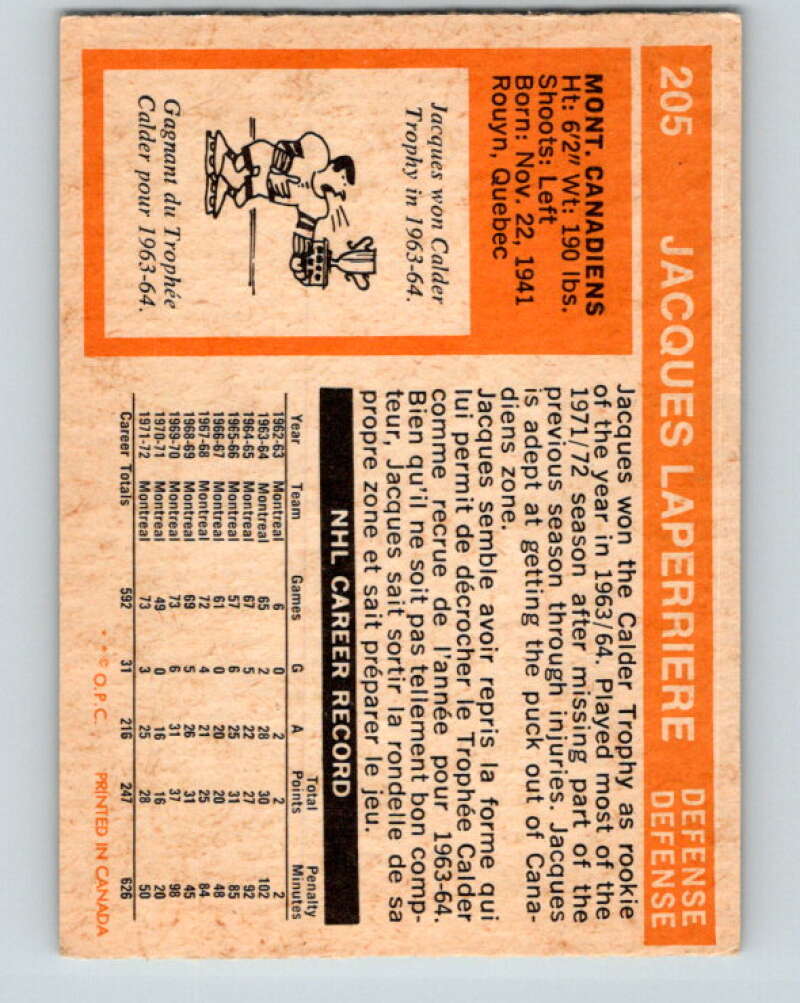 205 JACQUES LAPERRIERE DEFENSE
DEFENSE
MONT. CANADIENS
Ht: 6'2" Wt: 190 lbs.
Shoots: Left
Born: Nov. 22, 1941
Rouyn, Quebec
Jacques won Calder
Trophy in 1963-64.
Gagnant du Trophée
Calder pour 1963-64.
Jacques won the Calder Trophy as rookie
of the year in 1963/64. Played most of the
1971/72 season after missing part of the
previous season through injuries. Jacques
is adept at getting the puck out of Cana-
diens zone.
Jacques semble avoir repris la forme qui
lui permit de décrocher le Trophée Calder
comme recrue de l'année pour 1963-64.
Bien qu'il ne soit pas tellement bon comp-
teur, Jacques sait sortir la rondelle de sa
propre zone et sait préparer le jeu.
NHL CAREER RECORD
Year Team Games G A Total Points Penalty Minutes
1962-63 Montreal 6 0 2 2 2
1963-64 Montreal 65 2 28 30 102
1964-65 Montreal 67 5 22 27 92
1965-66 Montreal 57 6 25 31 85
1966-67 Montreal 61 0 20 20 48
1967-68 Montreal 72 4 21 25 84
1968-69 Montreal 69 5 26 31 45
1969-70 Montreal 73 6 31 37 98
1970-71 Montreal 49 0 16 16 20
1971-72 Montreal 73 3 25 28 50
Career Totals 592 31 216 247 626
* * © O.P.C. PRINTED IN CANADA